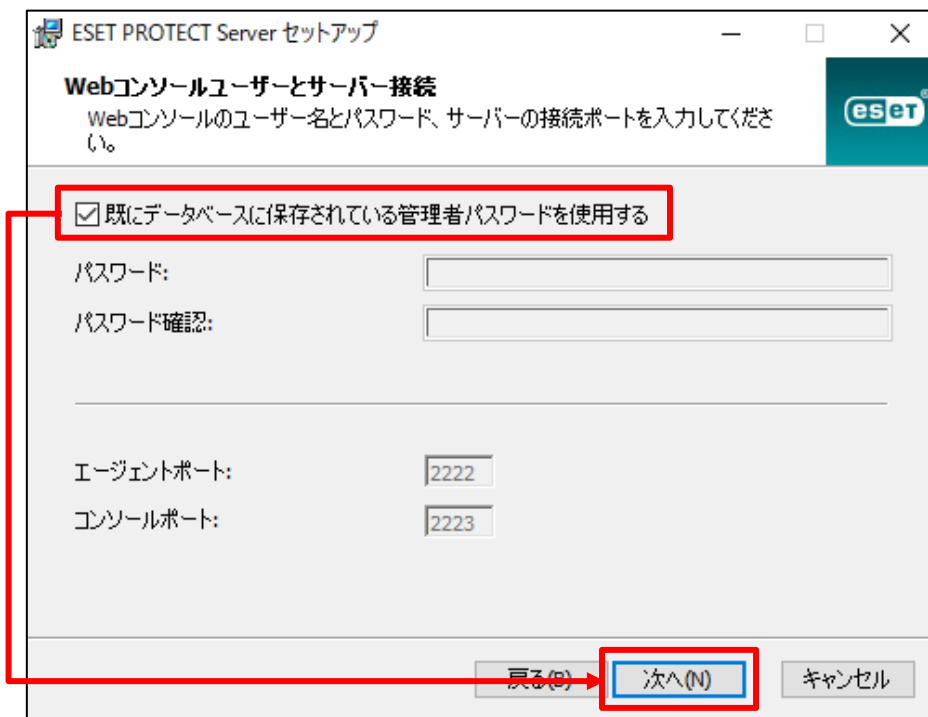 ESET PROTECT Server セットアップ
Webコンソールユーザーとサーバー接続
Webコンソールのユーザー名とパスワード、サーバーの接続ポートを入力してくださ
い。
eseT
既にデータベースに保存されている管理者パスワードを使用する
パスワード:
パスワード確認:
エージェントポート: 2222
コンソールポート: 2223
戻る(B) 次へ(N) キャンセル